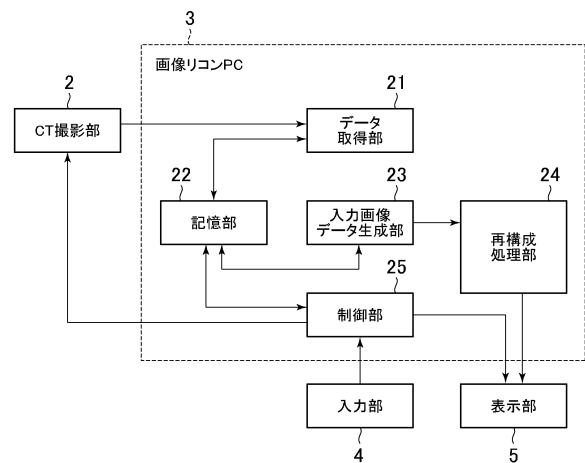 3
画像リコンPC
2
CT撮影部
21
データ
取得部
22
記憶部
23
入力画像
データ生成部
24
再構成
処理部
25
制御部
入力部
4
表示部
5